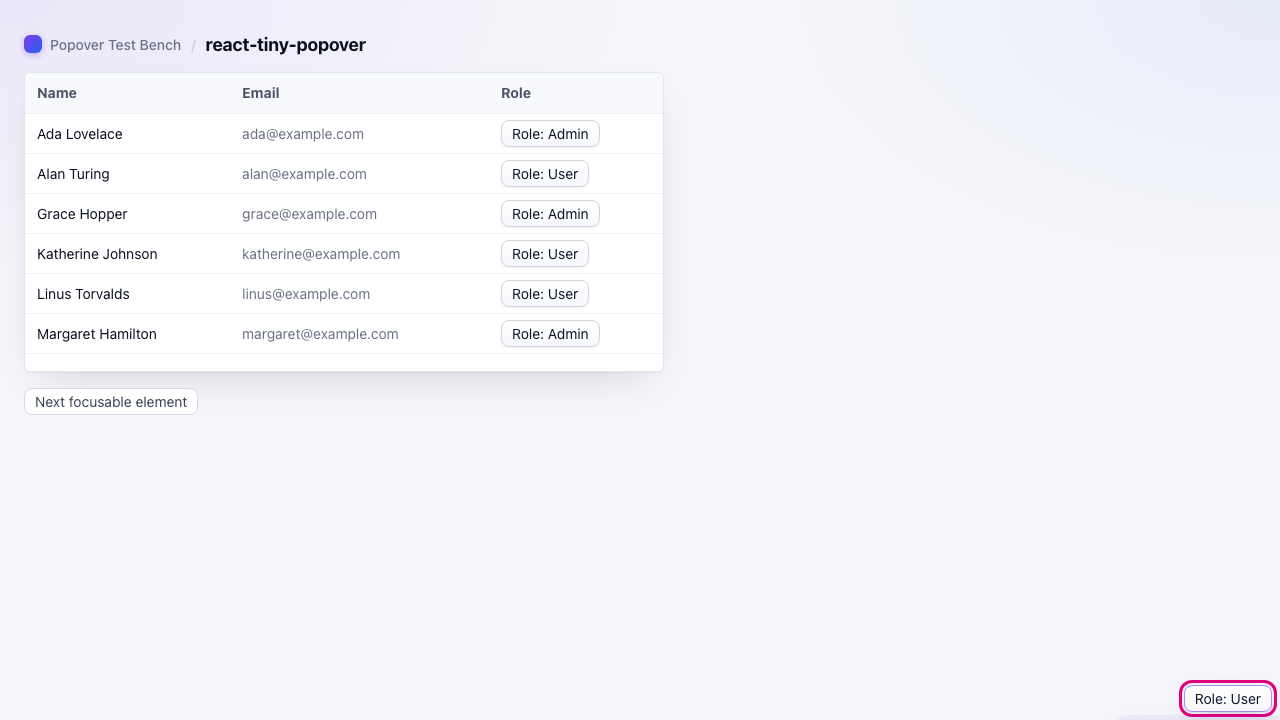 Popover Test Bench / react-tiny-popover
Name Email Role
Ada Lovelace ada@example.com Role: Admin
Alan Turing alan@example.com Role: User
Grace Hopper grace@example.com Role: Admin
Katherine Johnson katherine@example.com Role: User
Linus Torvalds linus@example.com Role: User
Margaret Hamilton margaret@example.com Role: Admin
Next focusable element
Role: User